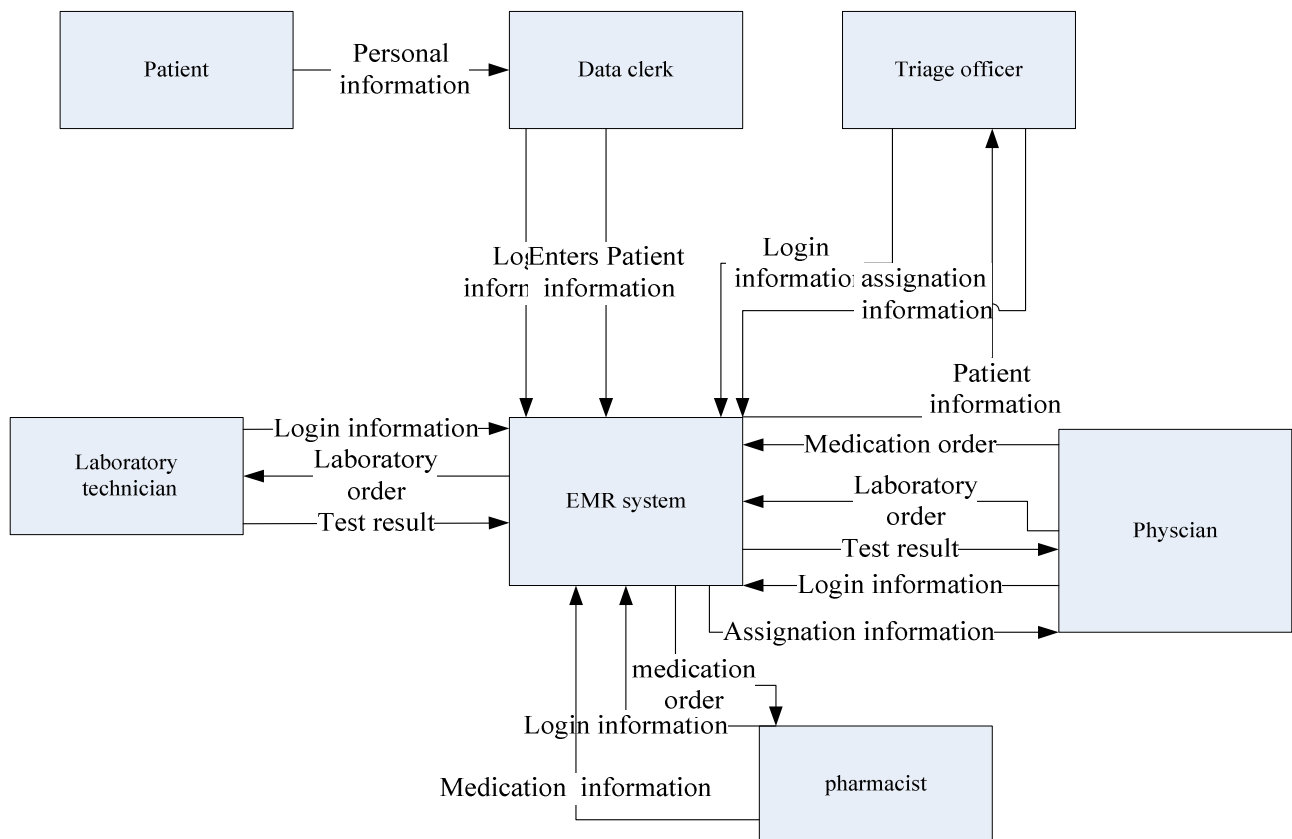 Patient
Personal
information
Data clerk
Triage officer
Enters Patient
information
Login
information
assignation
information
Patient
information
Laboratory
technician
Login information
Laboratory
order
Test result
EMR system
Medication order
Laboratory
order
Test result
Login information
Assignation information
Physcian
medication
order
Login information
Medication information
pharmacist